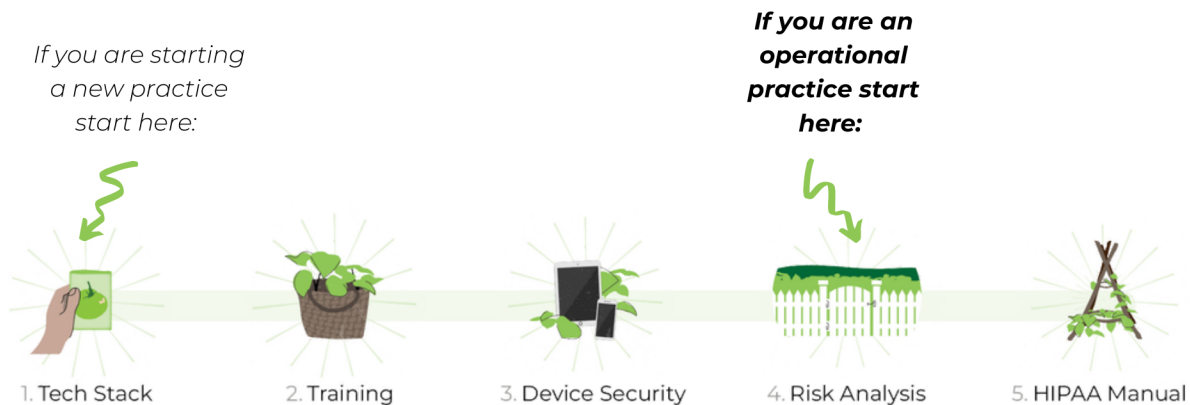 If you are starting
a new practice
start here:
If you are an
operational
practice start
here:
1. Tech Stack
2. Training
3. Device Security
4. Risk Analysis
5. HIPAA Manual